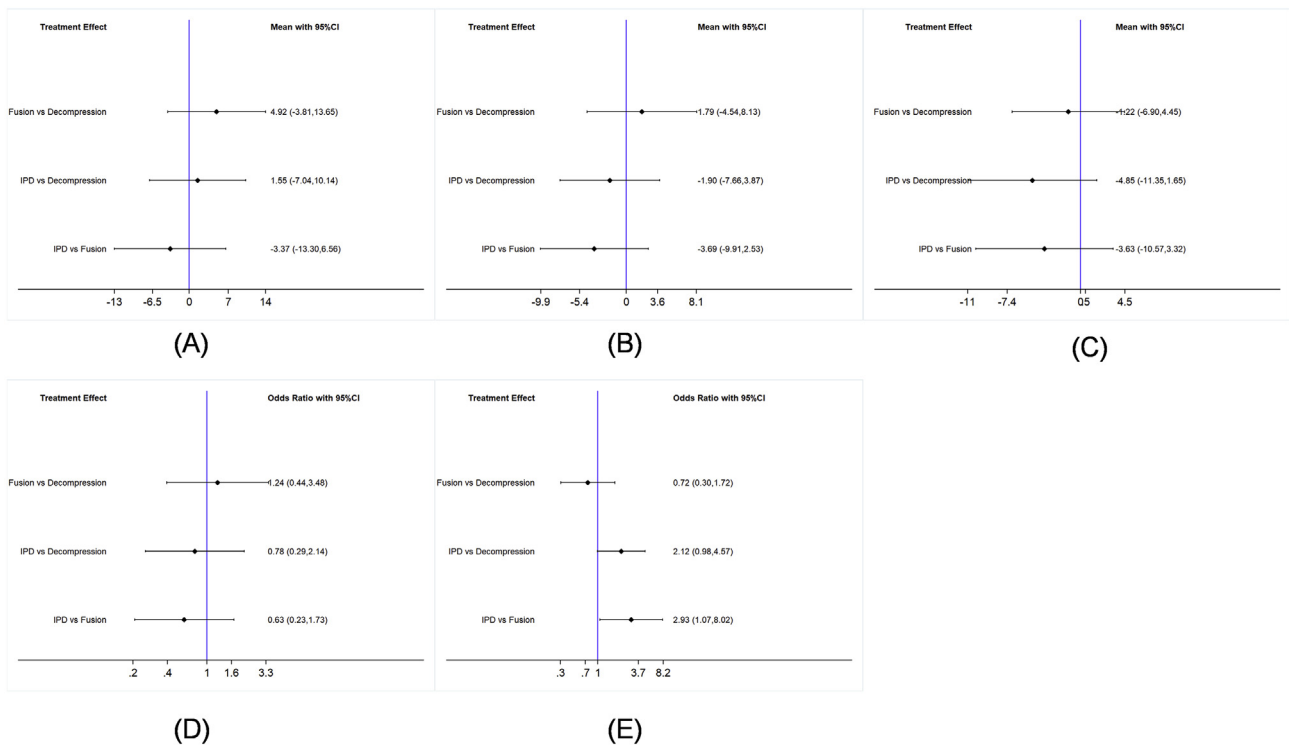 Treatment Effect Mean with 95%CI
Fusion vs Decompression 4.92 (-3.81,13.65)
IPD vs Decompression 1.55 (-7.04,10.14)
IPD vs Fusion -3.37 (-13.30,6.56)
-13 -6.5 0 7 14
(A)
Treatment Effect Mean with 95%CI
Fusion vs Decompression 1.79 (-4.54,8.13)
IPD vs Decompression -1.90 (-7.66,3.87)
IPD vs Fusion -3.69 (-9.91,2.53)
-9.9 -5.4 0 3.6 8.1
(B)
Treatment Effect Mean with 95%CI
Fusion vs Decompression -1.22 (-6.90,4.45)
IPD vs Decompression -4.85 (-11.35,1.65)
IPD vs Fusion -3.63 (-10.57,3.32)
-11 -7.4 0 .5 4.5
(C)
Treatment Effect Odds Ratio with 95%CI
Fusion vs Decompression 1.24 (0.44,3.48)
IPD vs Decompression 0.78 (0.29,2.14)
IPD vs Fusion 0.63 (0.23,1.73)
.2 .4 1 1.6 3.3
(D)
Treatment Effect Odds Ratio with 95%CI
Fusion vs Decompression 0.72 (0.30,1.72)
IPD vs Decompression 2.12 (0.98,4.57)
IPD vs Fusion 2.93 (1.07,8.02)
.3 .7 1 3.7 8.2
(E)